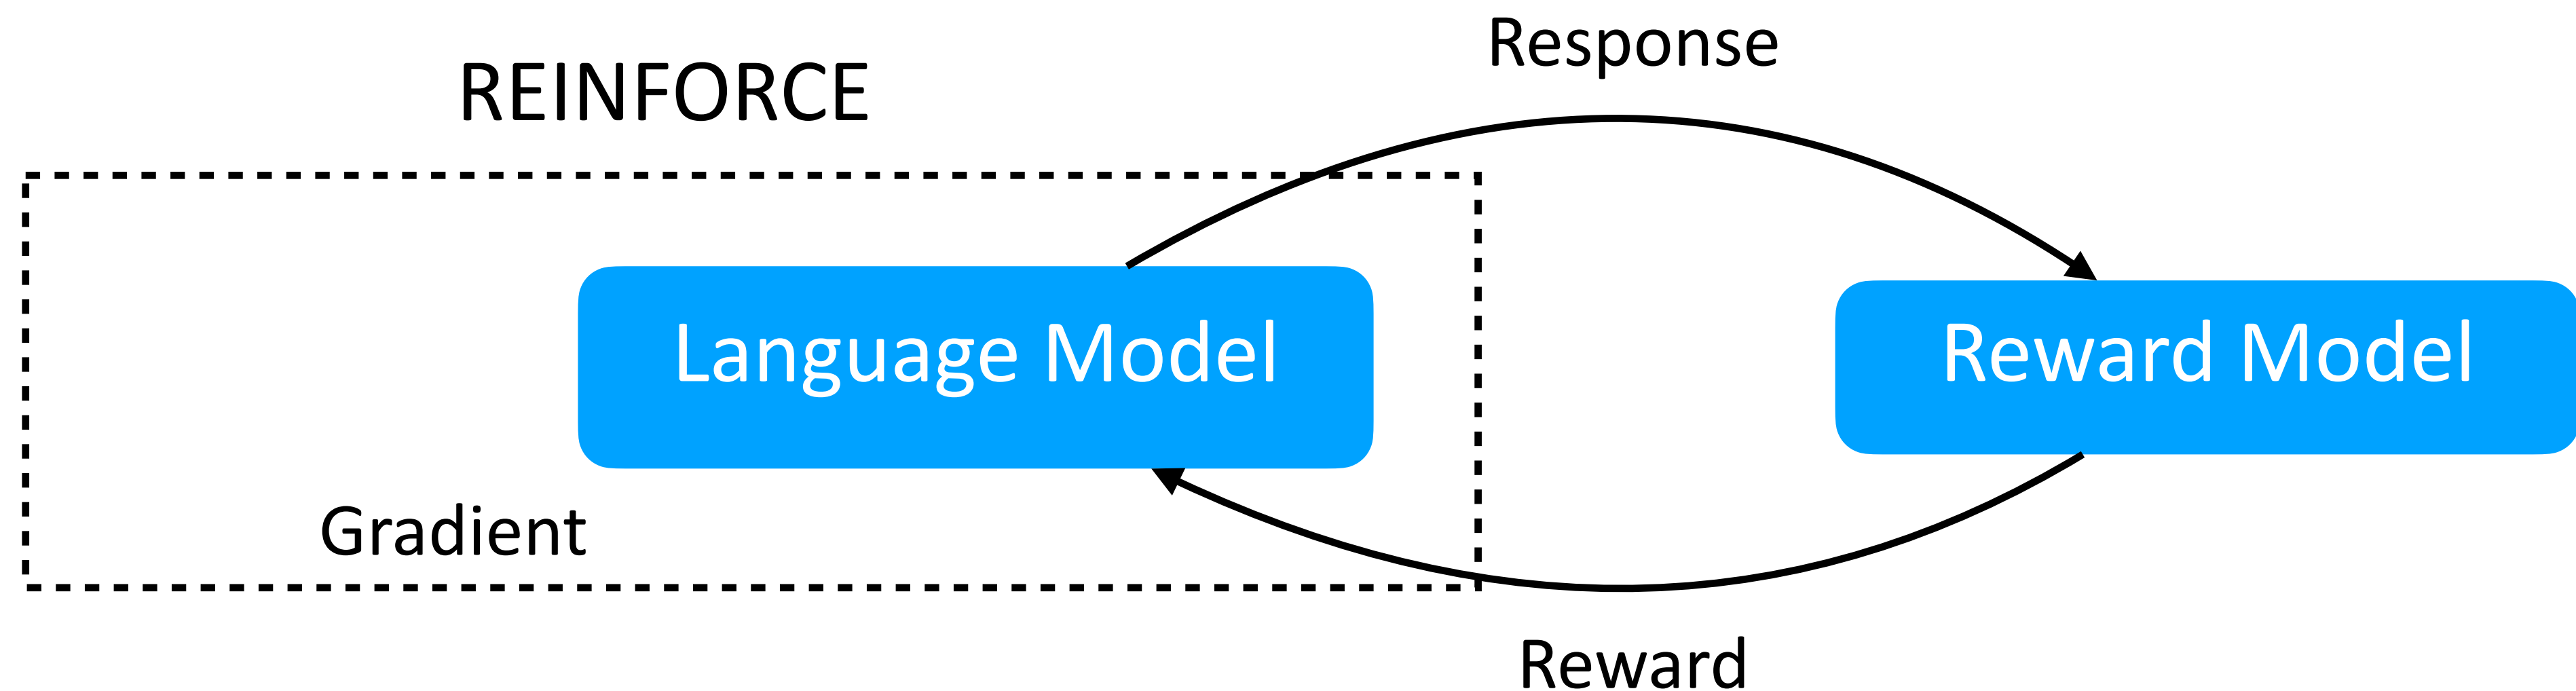 Response
REINFORCE
Language Model
Reward Model
Gradient
Reward